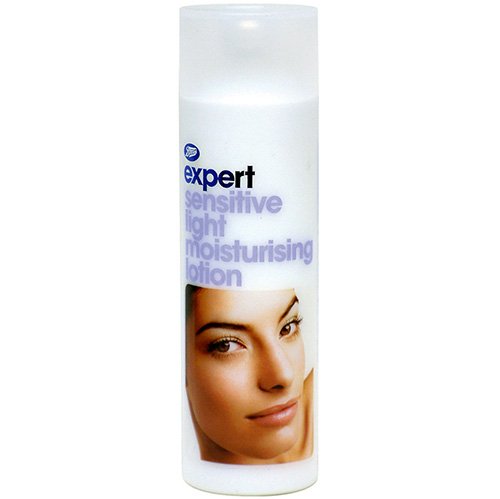 Boots
expert
sensitive
light
moisturising
lotion